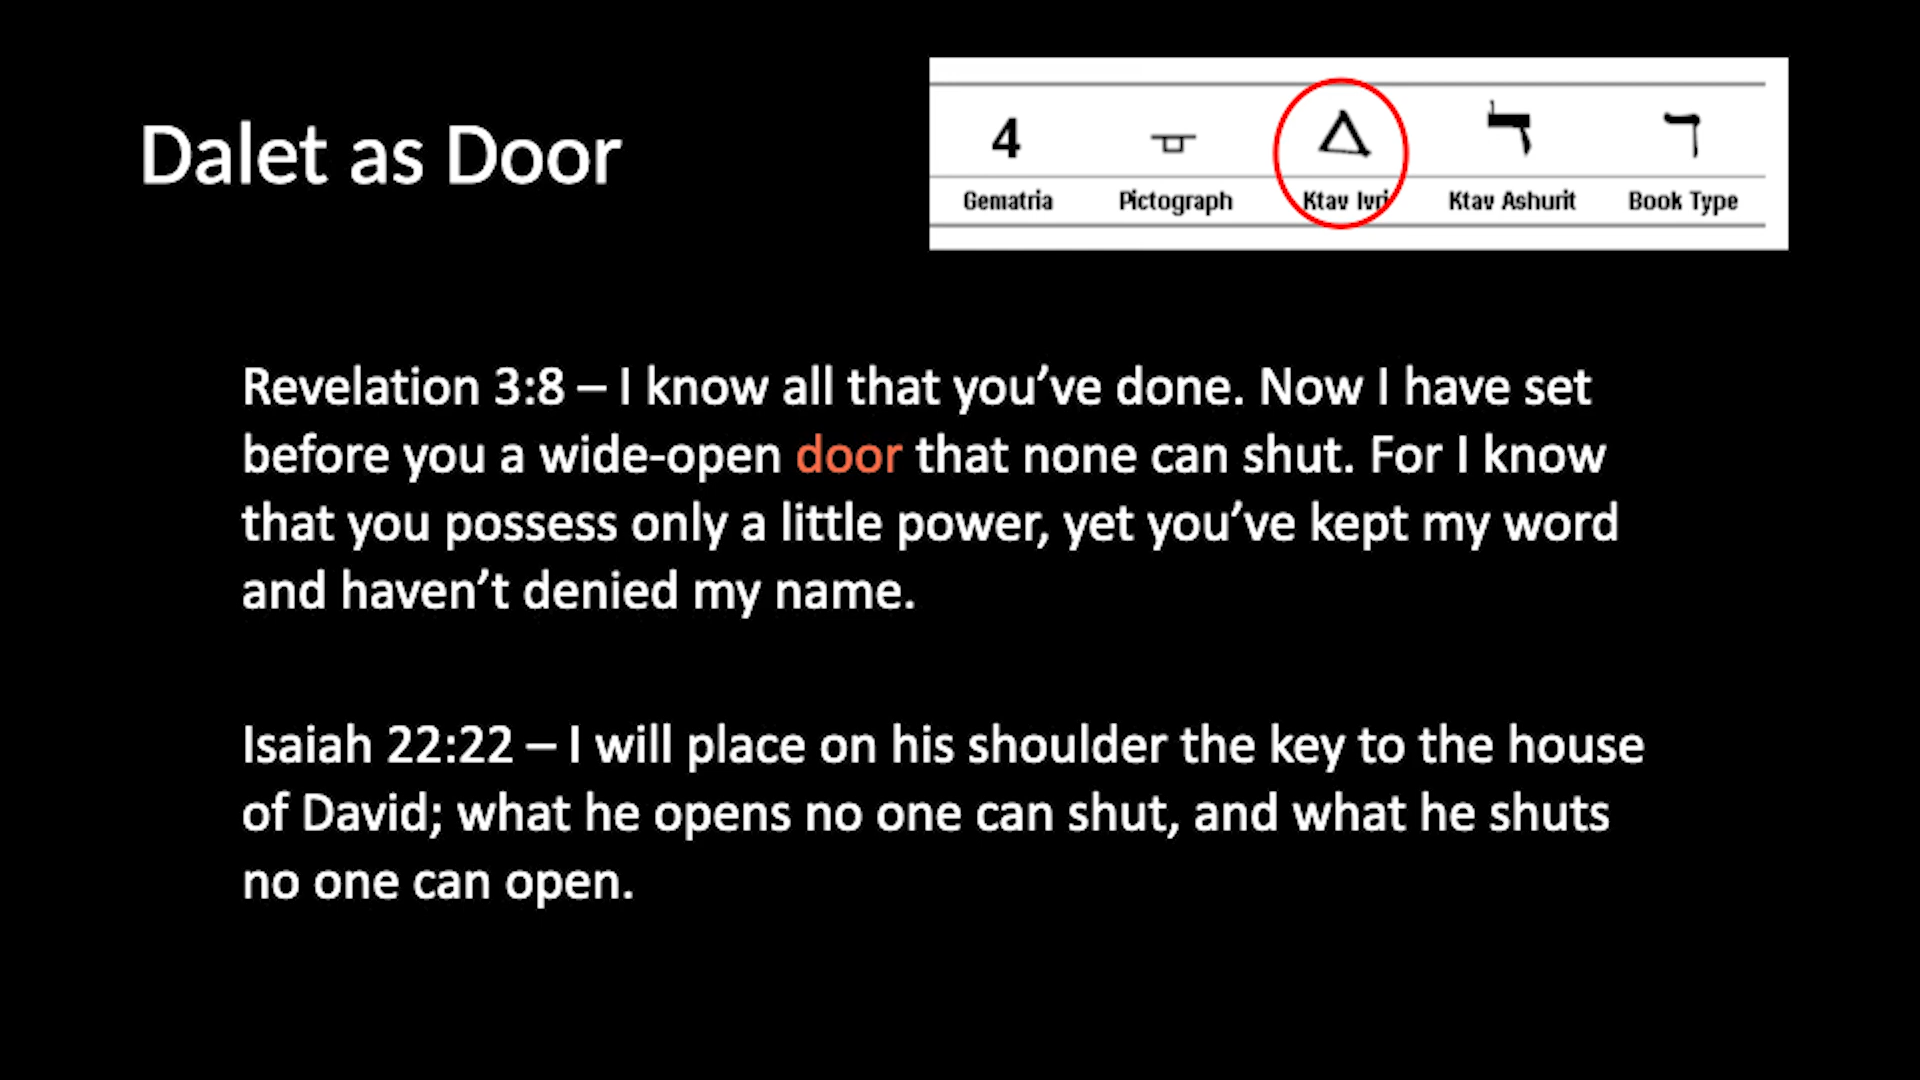 Dalet as Door
4 ד ד
Gematria Pictograph Ktav Ivri Ktav Ashurit Book Type
Revelation 3:8 – I know all that you’ve done. Now I have set
before you a wide-open door that none can shut. For I know
that you possess only a little power, yet you’ve kept my word
and haven’t denied my name.
Isaiah 22:22 – I will place on his shoulder the key to the house
of David; what he opens no one can shut, and what he shuts
no one can open.